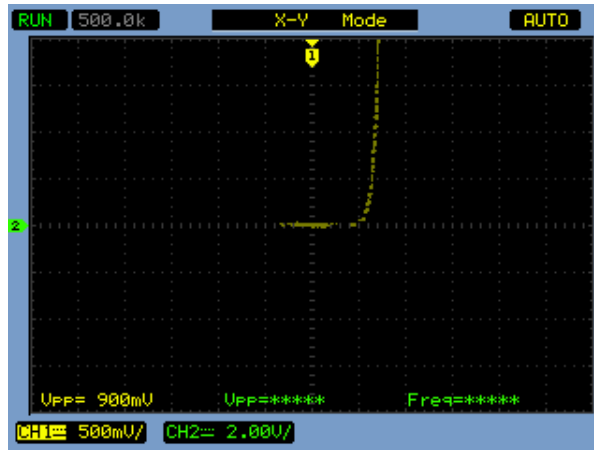 RUN 500.0k X-Y Mode AUTO
1
2
Vpp= 900mV Vpp=***** Freq=*****
CH1 500mV/ CH2 2.00V/